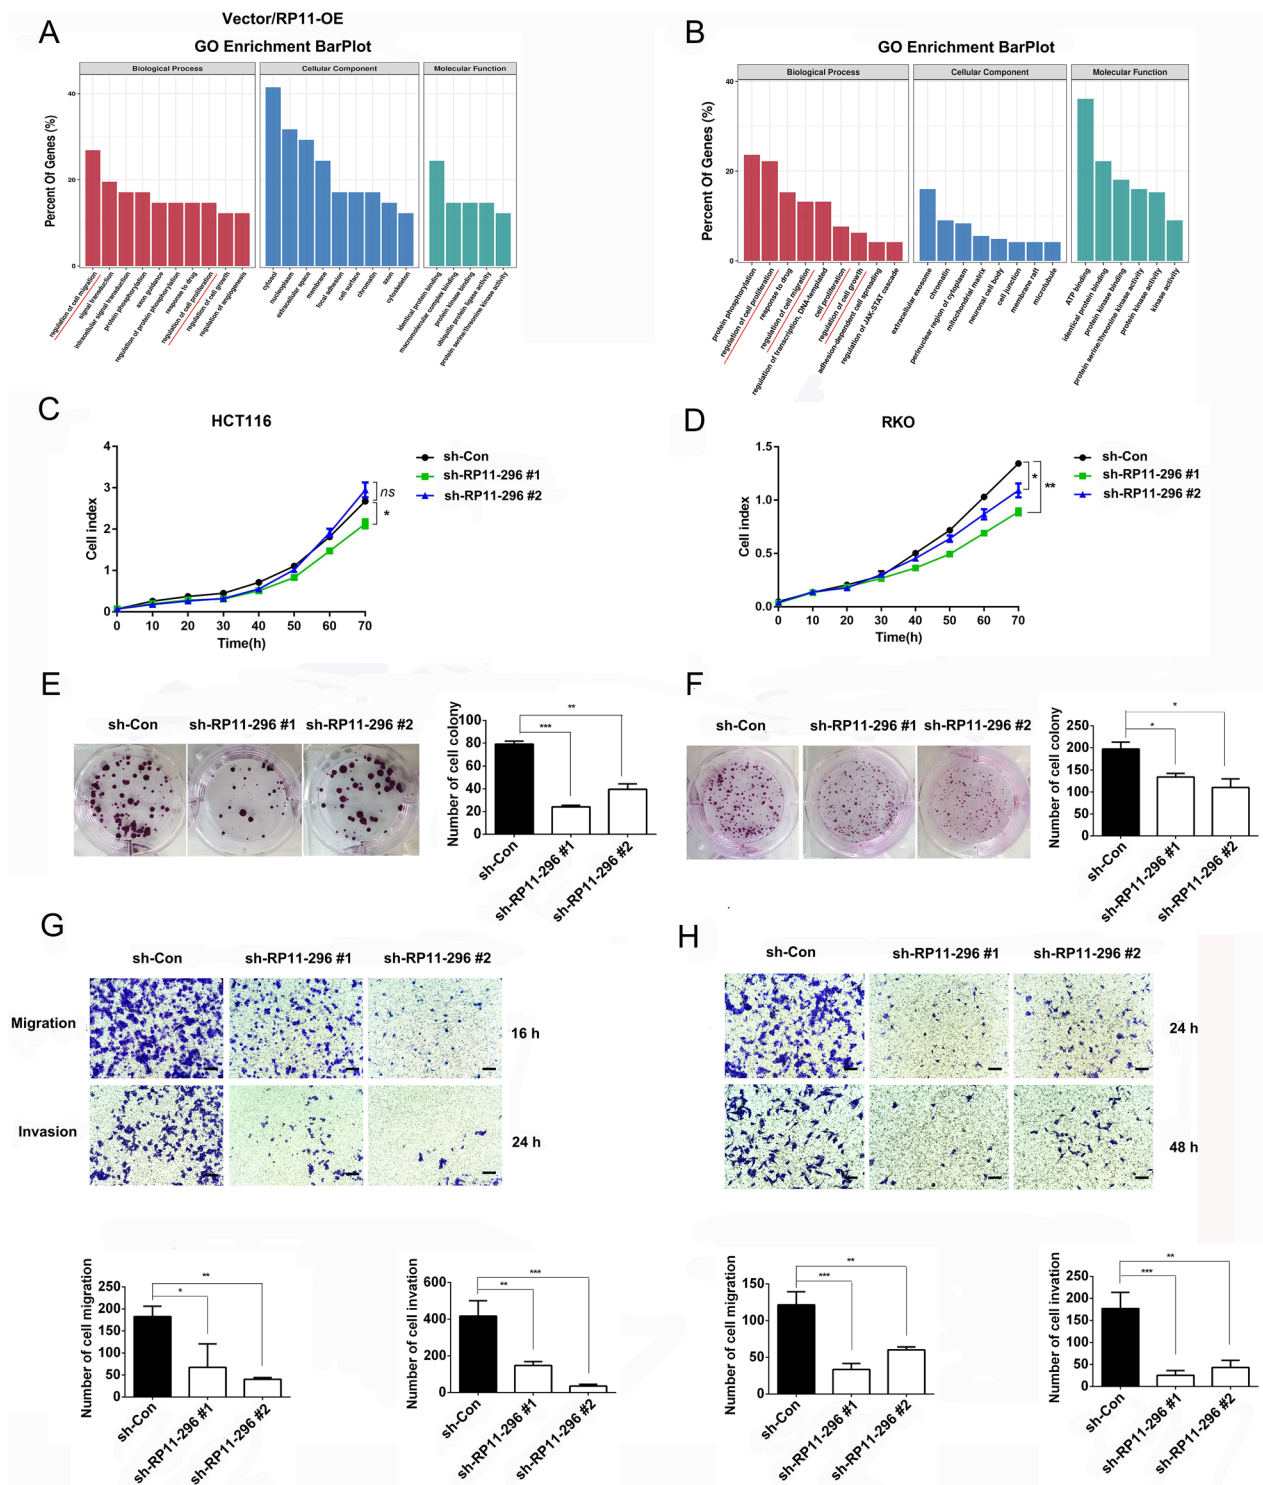 A
Vector/RP11-OE
GO Enrichment BarPlot
Biological Process
Cellular Component
Molecular Function
Percent Of Genes (%)
40
20
0
regulation of cell migration
signal transduction
intracellular signal transduction
protein phosphorylation
axon guidance
regulation of protein phosphorylation
response to drug
regulation of cell proliferation
regulation of cell growth
regulation of angiogenesis
cytosol
nucleoplasm
extracellular space
membrane
focal adhesion
cell surface
chromatin
axon
cytoskeleton
identical protein binding
macromolecular complex binding
protein kinase binding
ubiquitin protein ligase activity
protein serine/threonine kinase activity
B
GO Enrichment BarPlot
Biological Process
Cellular Component
Molecular Function
Percent Of Genes (%)
40
20
0
protein phosphorylation
regulation of cell proliferation
response to drug
regulation of cell migration
regulation of transcription, DNA-templated
cell proliferation
regulation of cell growth
adhesion-dependent cell spreading
regulation of JAK-STAT cascade
extracellular exosome
chromatin
perinuclear region of cytoplasm
mitochondrial matrix
neuronal cell body
cell junction
membrane raft
microtubule
ATP binding
identical protein binding
protein kinase binding
protein serine/threonine kinase activity
protein kinase activity
kinase activity
C
HCT116
Cell index
4
3
2
1
0
0 10 20 30 40 50 60 70
Time(h)
sh-Con
sh-RP11-296 #1
sh-RP11-296 #2
ns
*
D
RKO
Cell index
1.5
1.0
0.5
0.0
0 10 20 30 40 50 60 70
Time(h)
sh-Con
sh-RP11-296 #1
sh-RP11-296 #2
*
**
E
sh-Con sh-RP11-296 #1 sh-RP11-296 #2
Number of cell colony
100
80
60
40
20
0
**
***
sh-Con
sh-RP11-296 #1
sh-RP11-296 #2
F
sh-Con sh-RP11-296 #1 sh-RP11-296 #2
Number of cell colony
250
200
150
100
50
0
*
*
sh-Con
sh-RP11-296 #1
sh-RP11-296 #2
G
sh-Con sh-RP11-296 #1 sh-RP11-296 #2
Migration
16 h
Invasion
24 h
Number of cell migration
250
200
150
100
50
0
**
*
sh-Con
sh-RP11-296 #1
sh-RP11-296 #2
Number of cell invation
600
400
200
0
***
**
sh-Con
sh-RP11-296 #1
sh-RP11-296 #2
H
sh-Con sh-RP11-296 #1 sh-RP11-296 #2
24 h
48 h
Number of cell migration
150
100
50
0
**
***
sh-Con
sh-RP11-296 #1
sh-RP11-296 #2
Number of cell invation
250
200
150
100
50
0
**
***
sh-Con
sh-RP11-296 #1
sh-RP11-296 #2